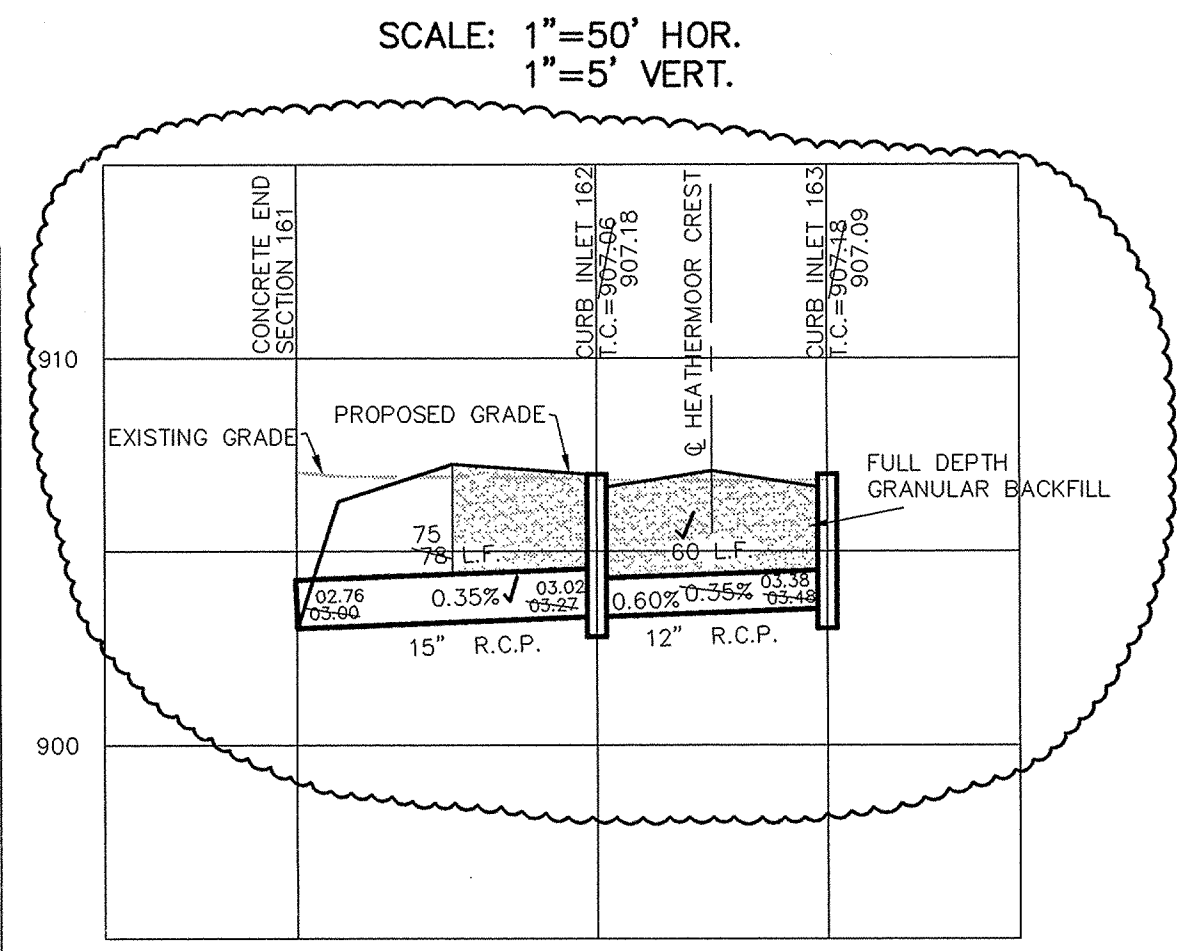 SCALE: 1"=50' HOR.
1"=5' VERT.
CONCRETE END
SECTION 161
CURB INLET 162
T.C.=907.06
907.18
℄ HEATHERMOOR CREST
CURB INLET 163
T.C.=907.18
907.09
910
PROPOSED GRADE
EXISTING GRADE
FULL DEPTH
GRANULAR BACKFILL
75
78 L.F.
60 L.F.
02.76
03.00
0.35%
03.02
03.27
0.60% 0.35%
03.38
03.48
15" R.C.P.
12" R.C.P.
900